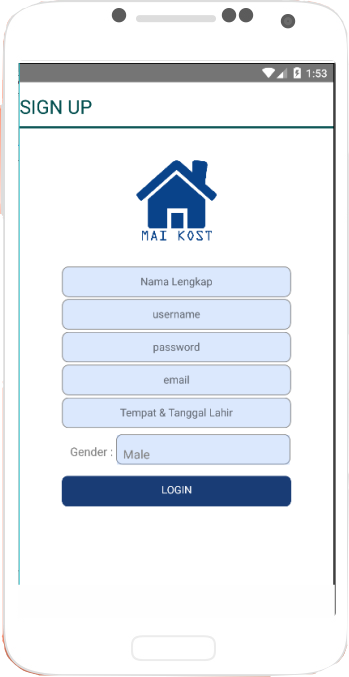 1:53
SIGN UP
MAI KOST
Nama Lengkap
username
password
email
Tempat & Tanggal Lahir
Gender : Male
LOGIN